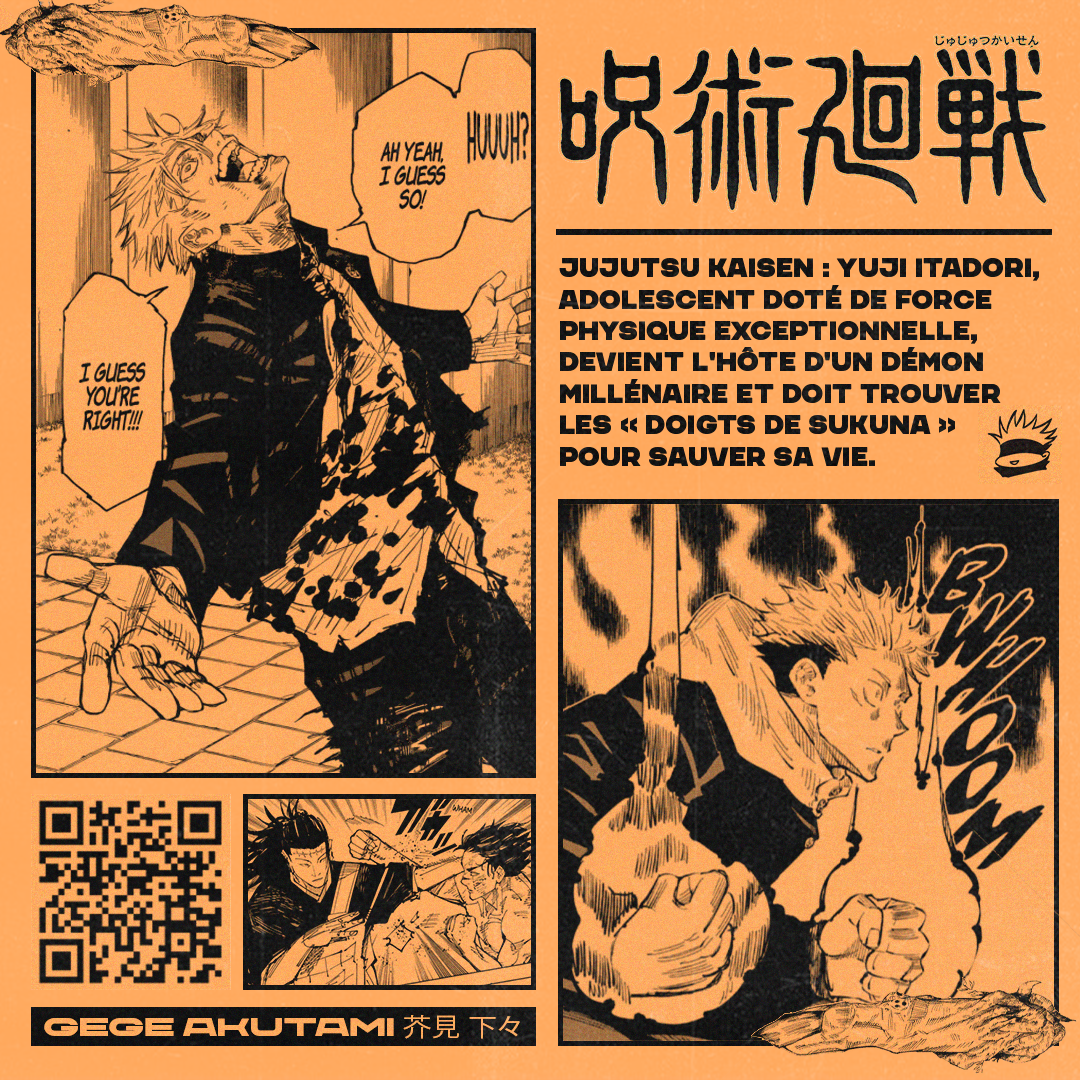 じゅじゅつかいせん
呪術廻戦
HUUUH?
AH YEAH,
I GUESS
SO!
I GUESS
YOU'RE
RIGHT!!!
JUJUTSU KAISEN : YUJI ITADORI,
ADOLESCENT DOTÉ DE FORCE
PHYSIQUE EXCEPTIONNELLE,
DEVIENT L'HÔTE D'UN DÉMON
MILLÉNAIRE ET DOIT TROUVER
LES « DOIGTS DE SUKUNA »
POUR SAUVER SA VIE.
BWUOOM
WHAM
GEGE AKUTAMI 芥見 下々